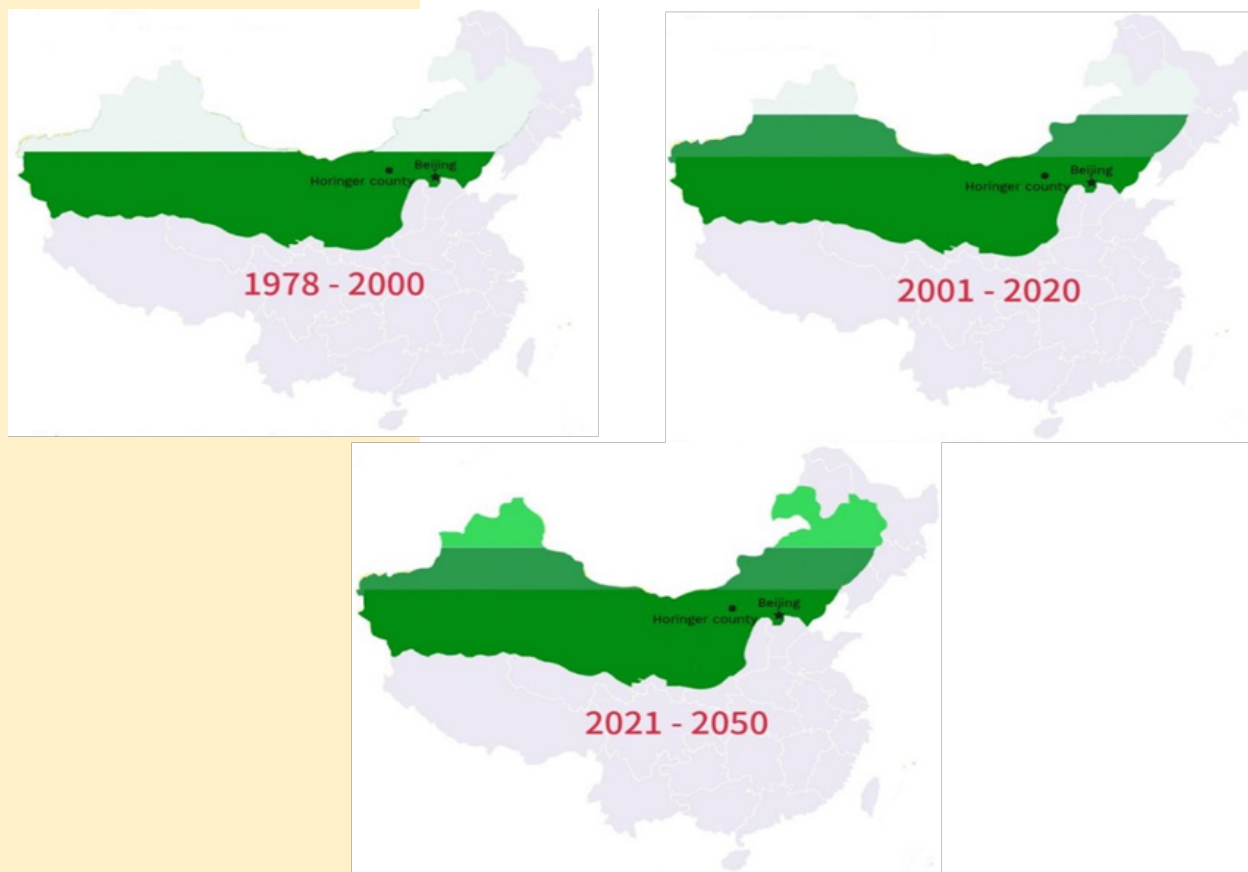 Beijing
Horinger county
1978 - 2000
Beijing
Horinger county
2001 - 2020
Beijing
Horinger county
2021 - 2050